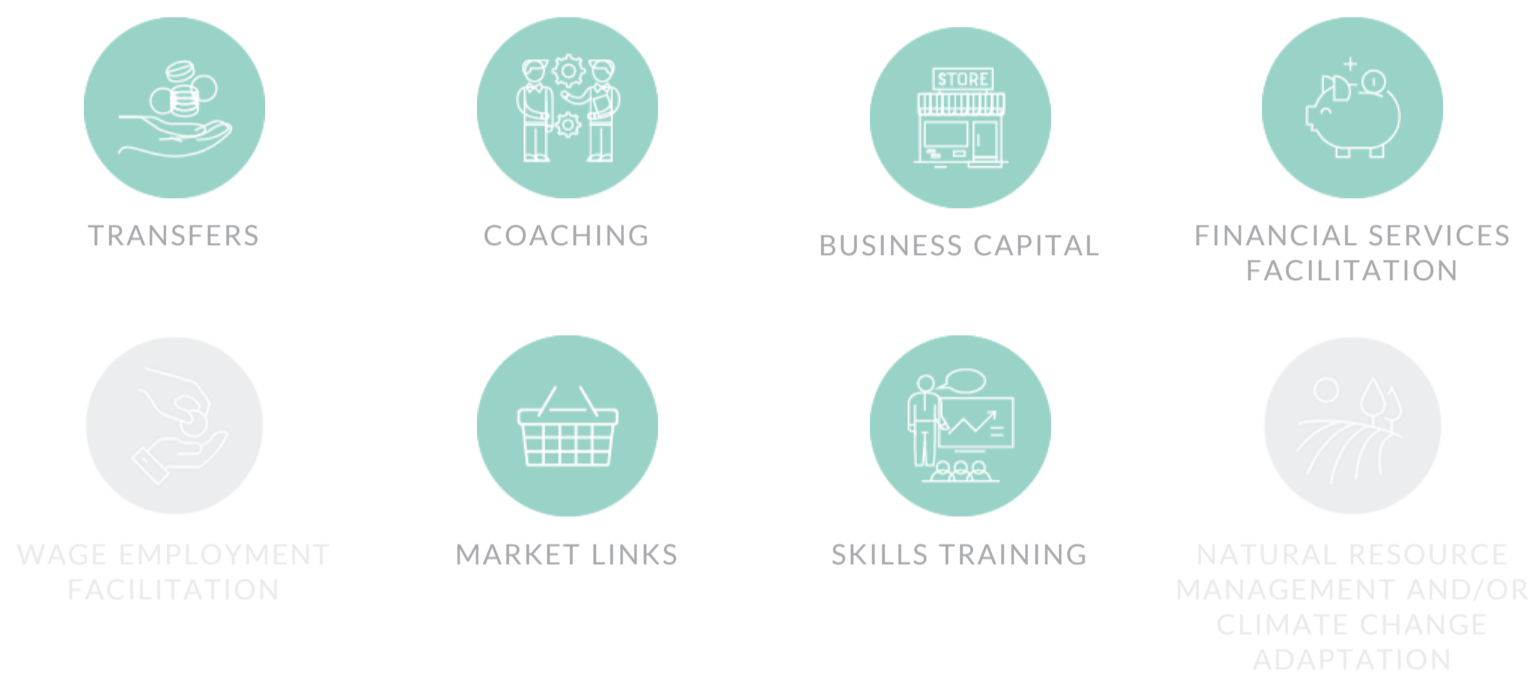 STORE
TRANSFERS
COACHING
BUSINESS CAPITAL
FINANCIAL SERVICES
FACILITATION
WAGE EMPLOYMENT
FACILITATION
MARKET LINKS
SKILLS TRAINING
NATURAL RESOURCE
MANAGEMENT AND/OR
CLIMATE CHANGE
ADAPTATION